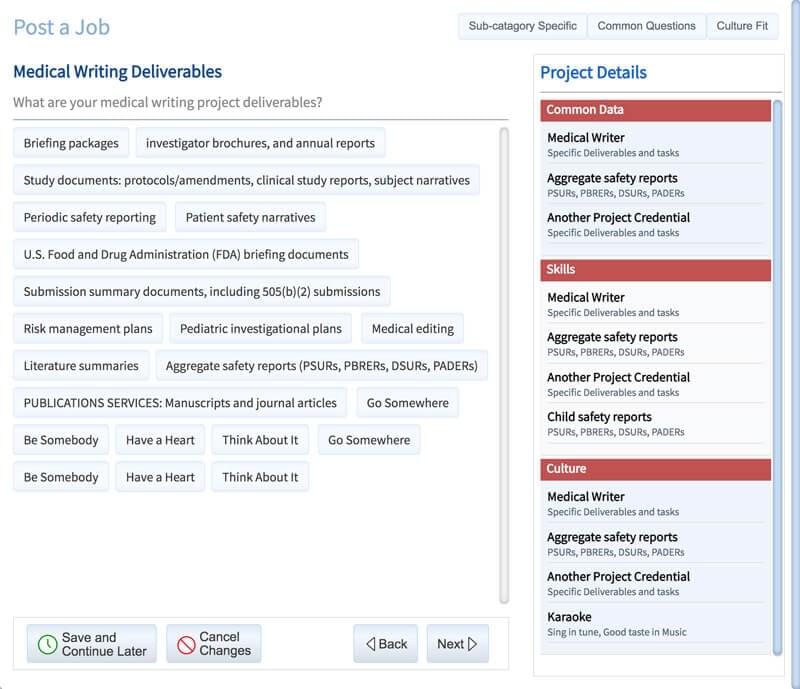 Post a Job
Sub-catagory Specific
Common Questions
Culture Fit
Medical Writing Deliverables
What are your medical writing project deliverables?
Briefing packages
investigator brochures, and annual reports
Study documents: protocols/amendments, clinical study reports, subject narratives
Periodic safety reporting
Patient safety narratives
U.S. Food and Drug Administration (FDA) briefing documents
Submission summary documents, including 505(b)(2) submissions
Risk management plans
Pediatric investigational plans
Medical editing
Literature summaries
Aggregate safety reports (PSURs, PBRERs, DSURs, PADERs)
PUBLICATIONS SERVICES: Manuscripts and journal articles
Go Somewhere
Be Somebody
Have a Heart
Think About It
Go Somewhere
Be Somebody
Have a Heart
Think About It
Save and
Continue Later
Cancel
Changes
Back
Next
Project Details
Common Data
Medical Writer
Specific Deliverables and tasks
Aggregate safety reports
PSURs, PBRERs, DSURs, PADERs
Another Project Credential
Specific Deliverables and tasks
Skills
Medical Writer
Specific Deliverables and tasks
Aggregate safety reports
PSURs, PBRERs, DSURs, PADERs
Another Project Credential
Specific Deliverables and tasks
Child safety reports
PSURs, PBRERs, DSURs, PADERs
Culture
Medical Writer
Specific Deliverables and tasks
Aggregate safety reports
PSURs, PBRERs, DSURs, PADERs
Another Project Credential
Specific Deliverables and tasks
Karaoke
Sing in tune, Good taste in Music